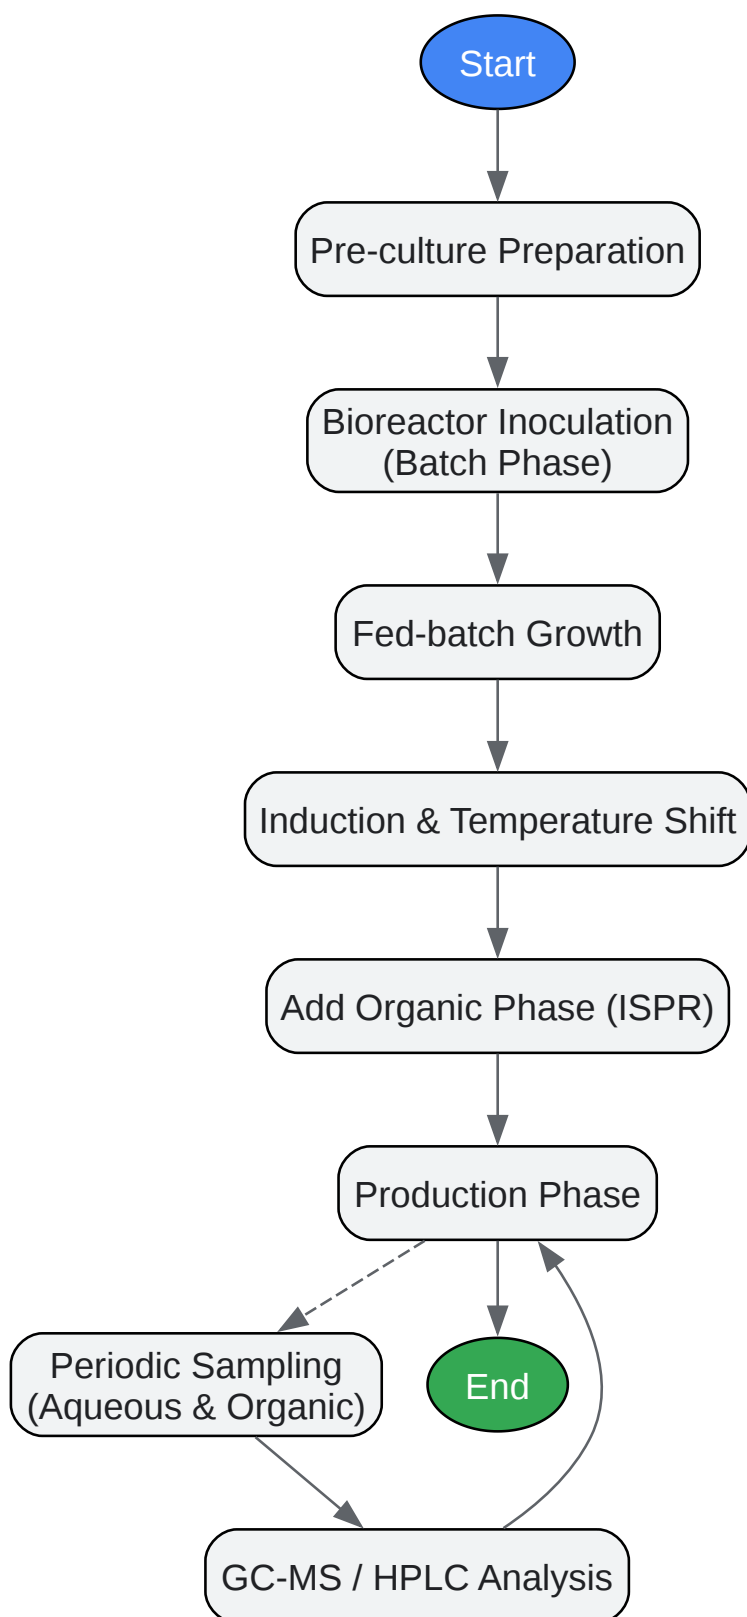 Start
Pre-culture Preparation
Bioreactor Inoculation
(Batch Phase)
Fed-batch Growth
Induction & Temperature Shift
Add Organic Phase (ISPR)
Production Phase
Periodic Sampling
(Aqueous & Organic)
End
GC-MS / HPLC Analysis